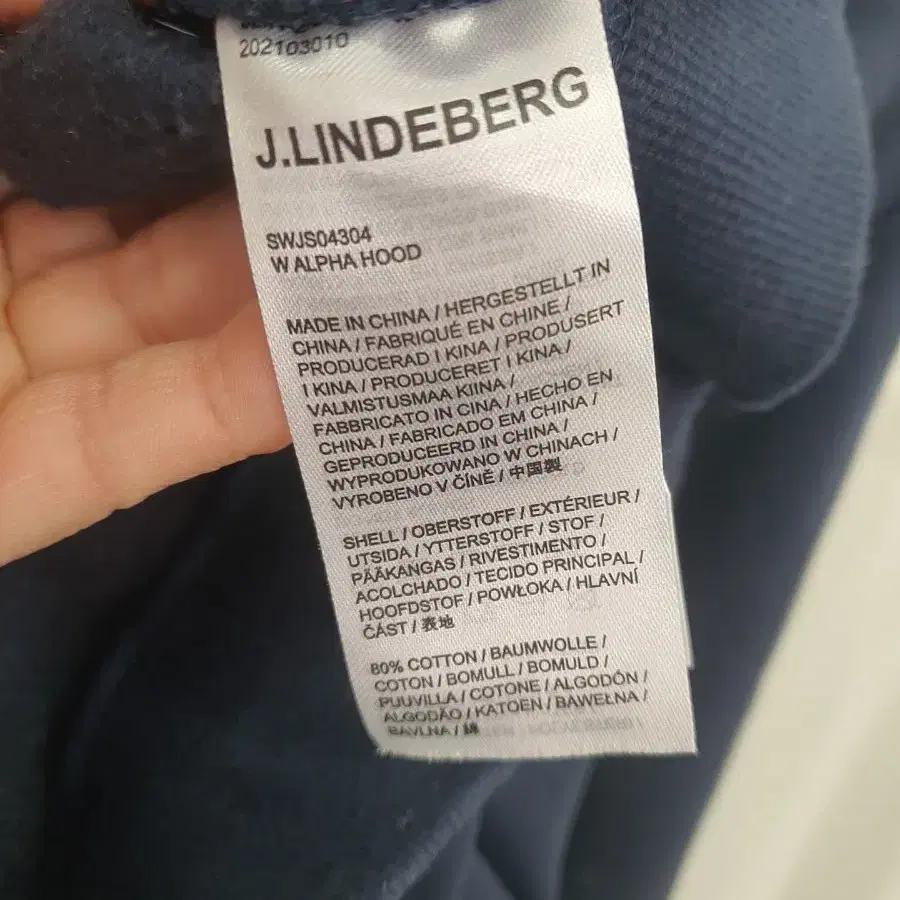 202103010
J.LINDEBERG
SWJS04304
W ALPHA HOOD
MADE IN CHINA / HERGESTELLT IN
CHINA / FABRIQUÉ EN CHINE /
PRODUCERAD I KINA / PRODUSERT
I KINA / PRODUCERET I KINA /
VALMISTUSMAA KIINA /
FABBRICATO IN CINA / HECHO EN
CHINA / FABRICADO EM CHINA /
GEPRODUCEERD IN CHINA /
WYPRODUKOWANO W CHINACH /
VYROBENO V ČÍNĚ / 中国製
SHELL / OBERSTOFF / EXTÉRIEUR /
UTSIDA / YTTERSTOFF / STOF /
PÄÄKANGAS / RIVESTIMENTO /
ACOLCHADO / TECIDO PRINCIPAL /
HOOFDSTOF / POWŁOKA / HLAVNÍ
ČÁST / 表地
80% COTTON / BAUMWOLLE /
COTON / BOMULL / BOMULD /
PUUVILLA / COTONE / ALGODÓN /
ALGODÃO / KATOEN / BAWEŁNA /
BAVLNA / 綿